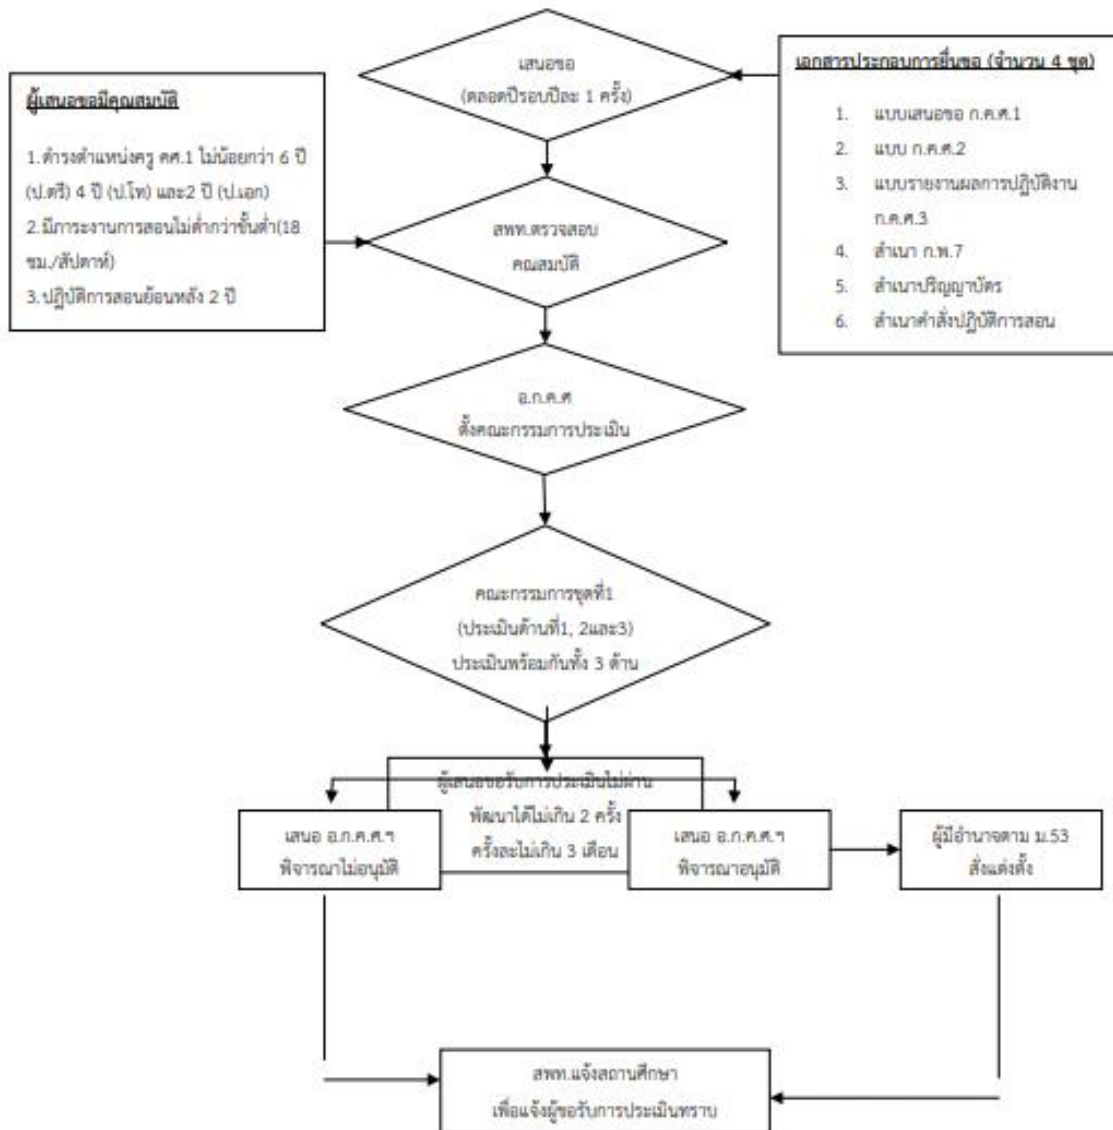 เสนอขอ
(ตลอดปีรอบปีละ 1 ครั้ง)
เอกสารประกอบการยื่นขอ (จำนวน 4 ชุด)
1. แบบเสนอขอ ก.ค.ศ.1
2. แบบ ก.ค.ศ.2
3. แบบรายงานผลการปฏิบัติงาน
ก.ค.ศ.3
4. สำเนา ก.พ.7
5. สำเนาปริญญาบัตร
6. สำเนาคำสั่งปฏิบัติการสอน
ผู้เสนอขอมีคุณสมบัติ
1.ดำรงตำแหน่งครู คศ.1 ไม่น้อยกว่า 6 ปี
(ป.ตรี) 4 ปี (ป.โท) และ2 ปี (ป.เอก)
2.มีภาระงานการสอนไม่ต่ำกว่าขั้นต่ำ(18
ชม./สัปดาห์)
3.ปฏิบัติการสอนย้อนหลัง 2 ปี
สพท.ตรวจสอบ
คุณสมบัติ
อ.ก.ค.ศ
ตั้งคณะกรรมการประเมิน
คณะกรรมการชุดที่1
(ประเมินด้านที่1, 2และ3)
ประเมินพร้อมกันทั้ง 3 ด้าน
ผู้เสนอขอรับการประเมินไม่ผ่าน
พัฒนาได้ไม่เกิน 2 ครั้ง
ครั้งละไม่เกิน 3 เดือน
เสนอ อ.ก.ค.ศ.ฯ
พิจารณาไม่อนุมัติ
เสนอ อ.ก.ค.ศ.ฯ
พิจารณาอนุมัติ
ผู้มีอำนาจตาม ม.53
สั่งแต่งตั้ง
สพท.แจ้งสถานศึกษา
เพื่อแจ้งผู้ขอรับการประเมินทราบ